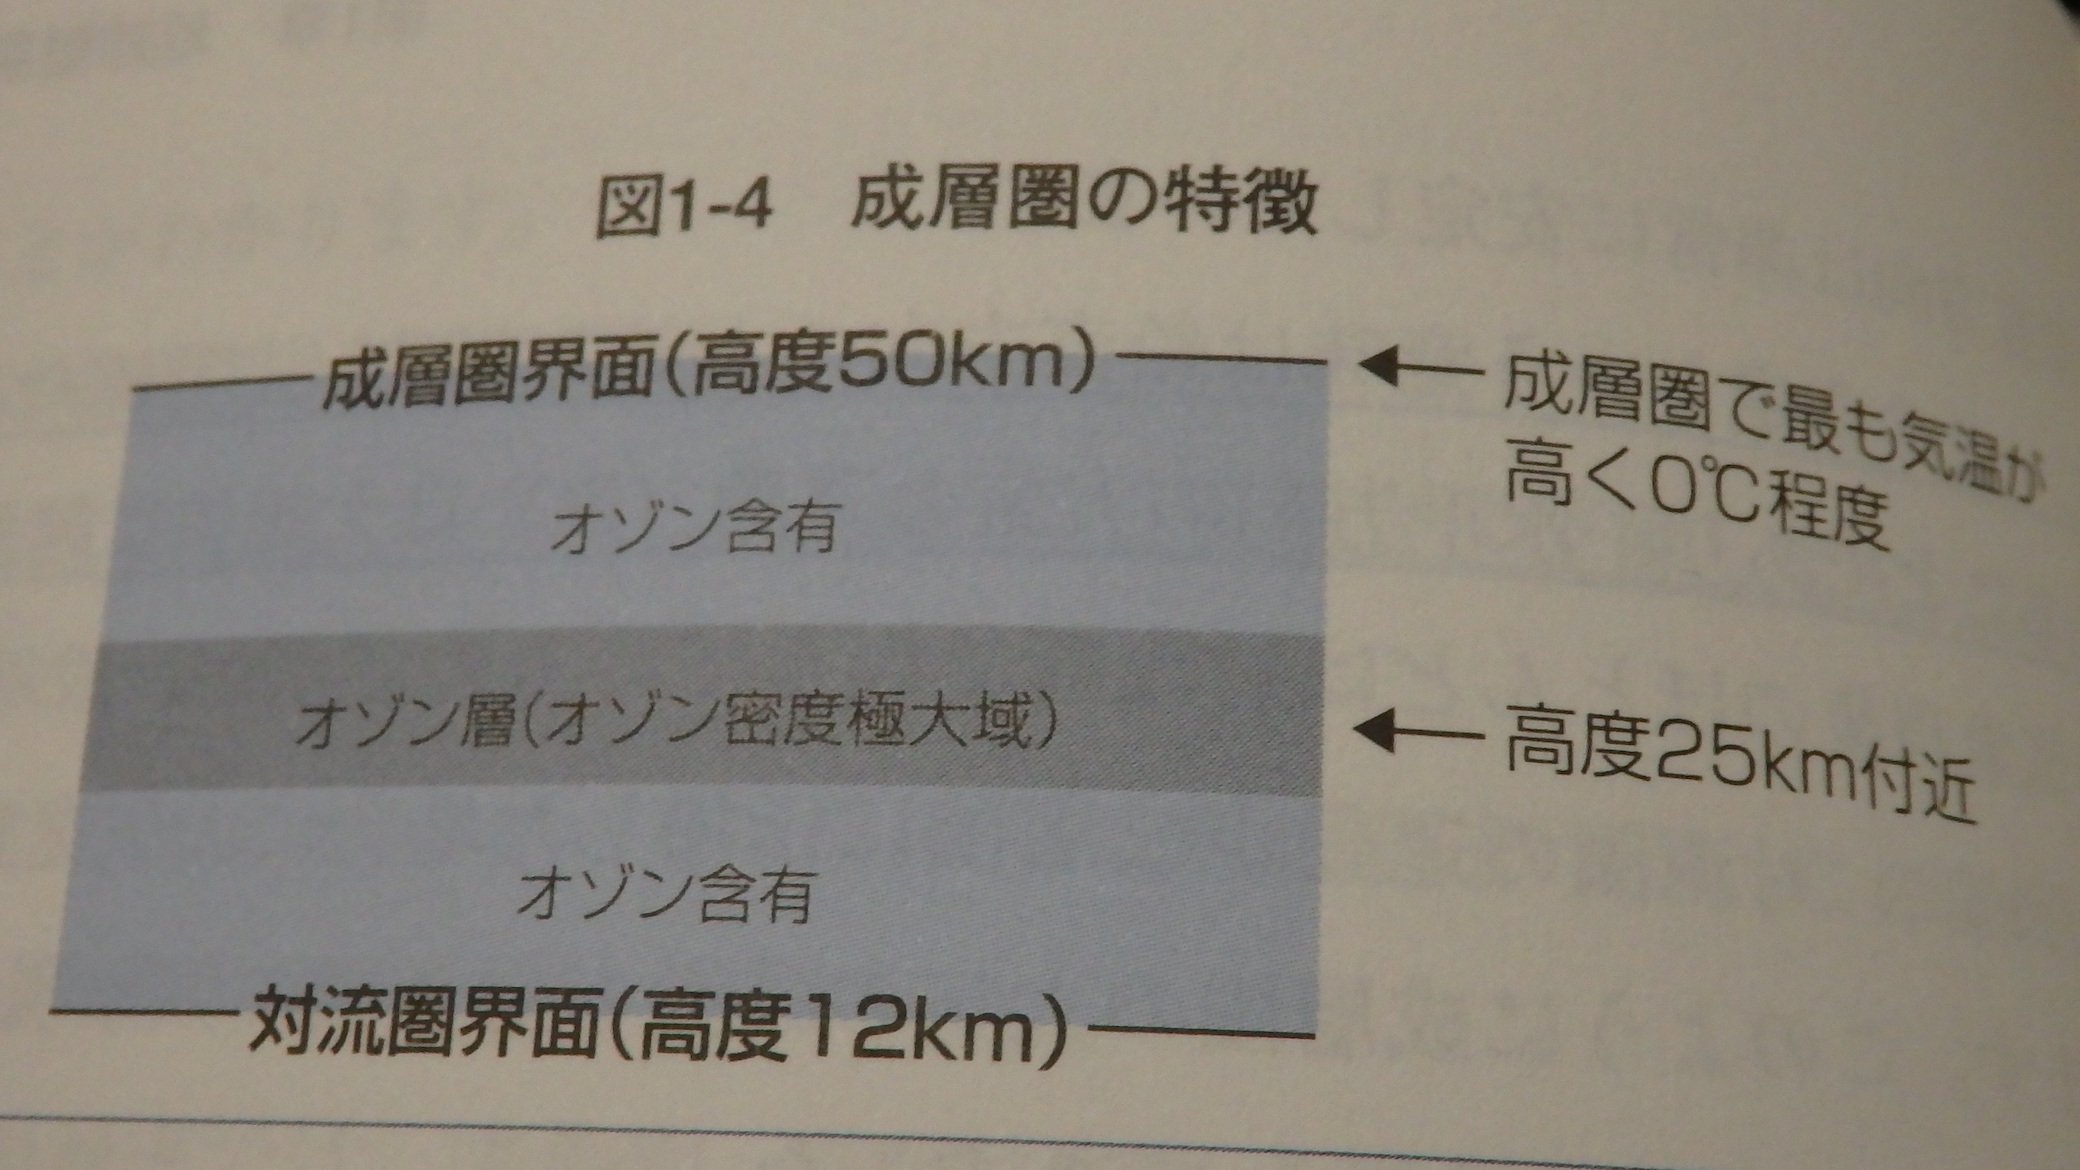 図1-4 成層圏の特徴
成層圏界面(高度50km)
成層圏で最も気温が
高く0℃程度
オゾン含有
オゾン層(オゾン密度極大域)
高度25km付近
オゾン含有
対流圏界面(高度12km)